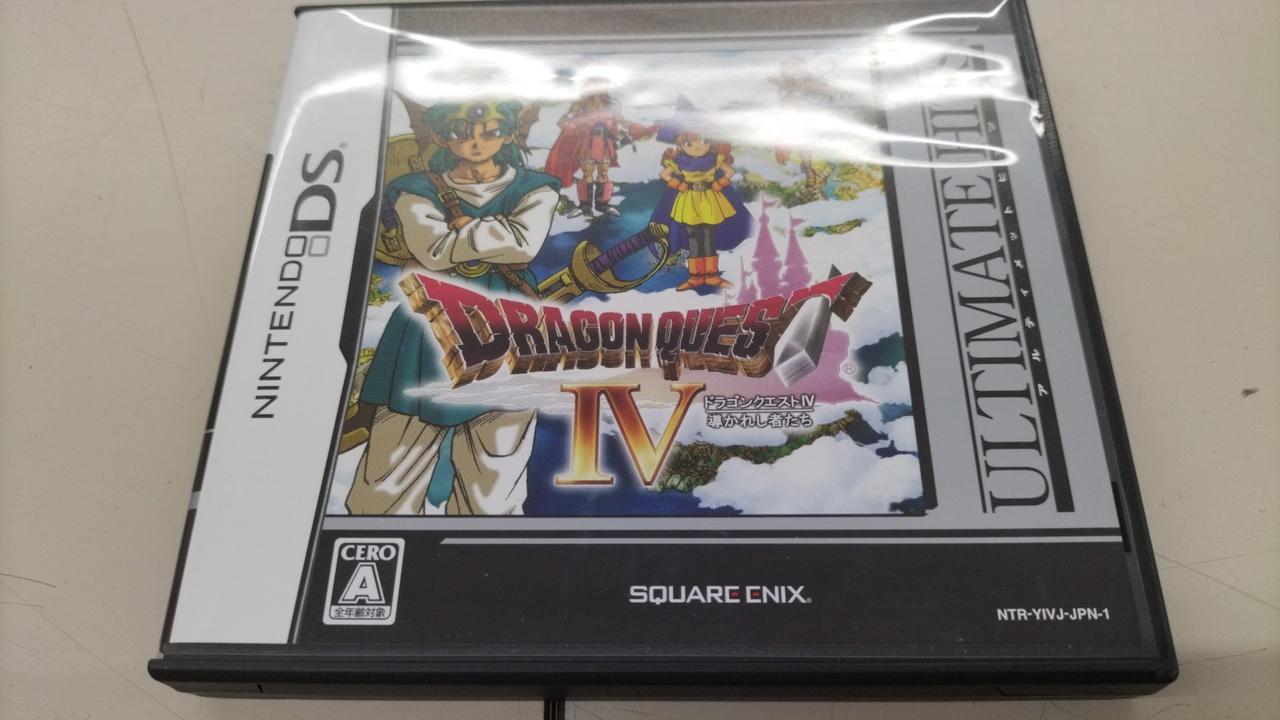 NINTENDO DS
DRAGON QUEST
IV
ドラゴンクエストIV
導かれし者たち
®
ULTIMATE HITS
アルティメットヒッツ
CERO
A
全年齢対象
SQUARE ENIX®
NTR-YIVJ-JPN-1